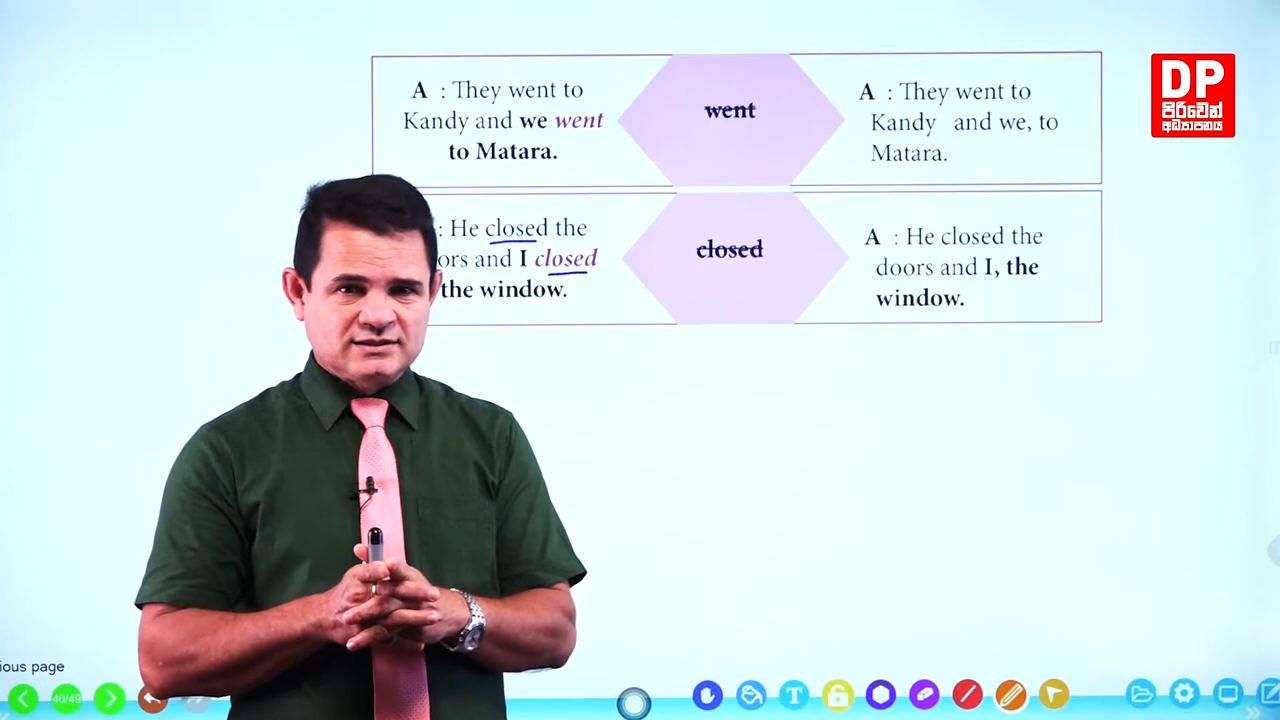 A : They went to
Kandy and we went
to Matara.
went
A : They went to
Kandy and we, to
Matara.
: He closed the
ors and I closed
the window.
closed
A : He closed the
doors and I, the
window.
DP
පිරිවෙන්
අධ්‍යාපනය
ious page
40/49